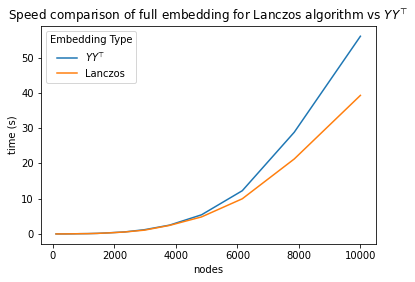 Speed comparison of full embedding for Lanczos algorithm vs YY⊤
Embedding Type
YY⊤
Lanczos
50
40
30
20
10
0
time (s)
0 2000 4000 6000 8000 10000
nodes